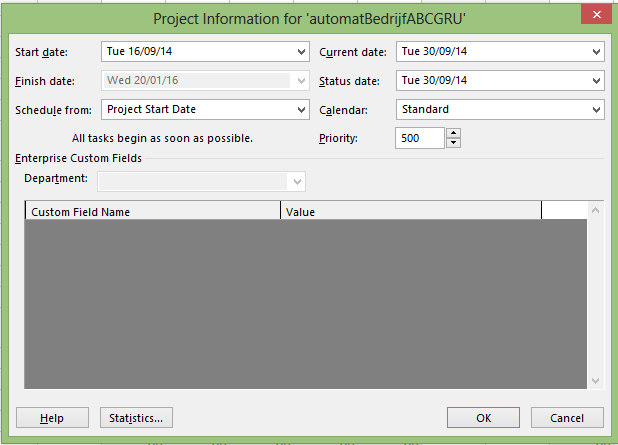 Project Information for 'automatBedrijfABCGRU'
Start date: Tue 16/09/14 Current date: Tue 30/09/14
Finish date: Wed 20/01/16 Status date: Tue 30/09/14
Schedule from: Project Start Date Calendar: Standard
All tasks begin as soon as possible. Priority: 500
Enterprise Custom Fields
Department:
Custom Field Name Value
Help Statistics... OK Cancel